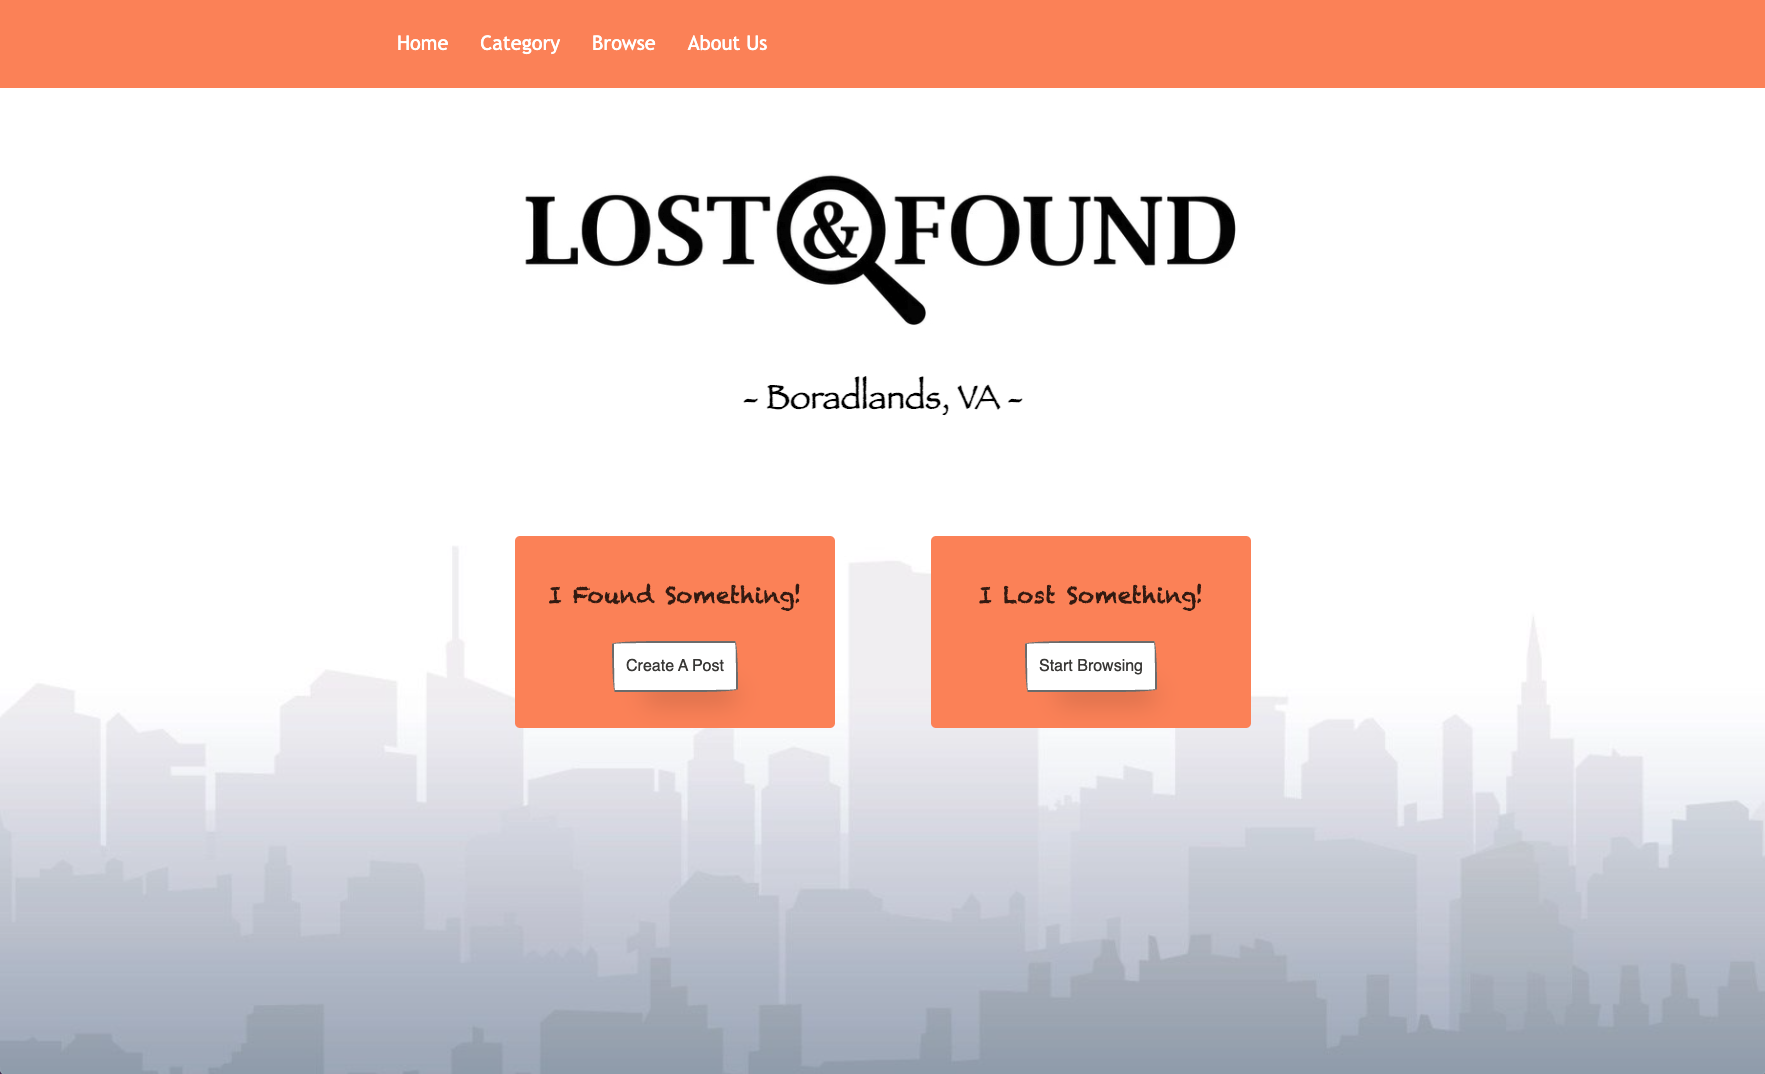 Home Category Browse About Us
LOST & FOUND
~ Boradlands, VA ~
I Found Something!
Create A Post
I Lost Something!
Start Browsing